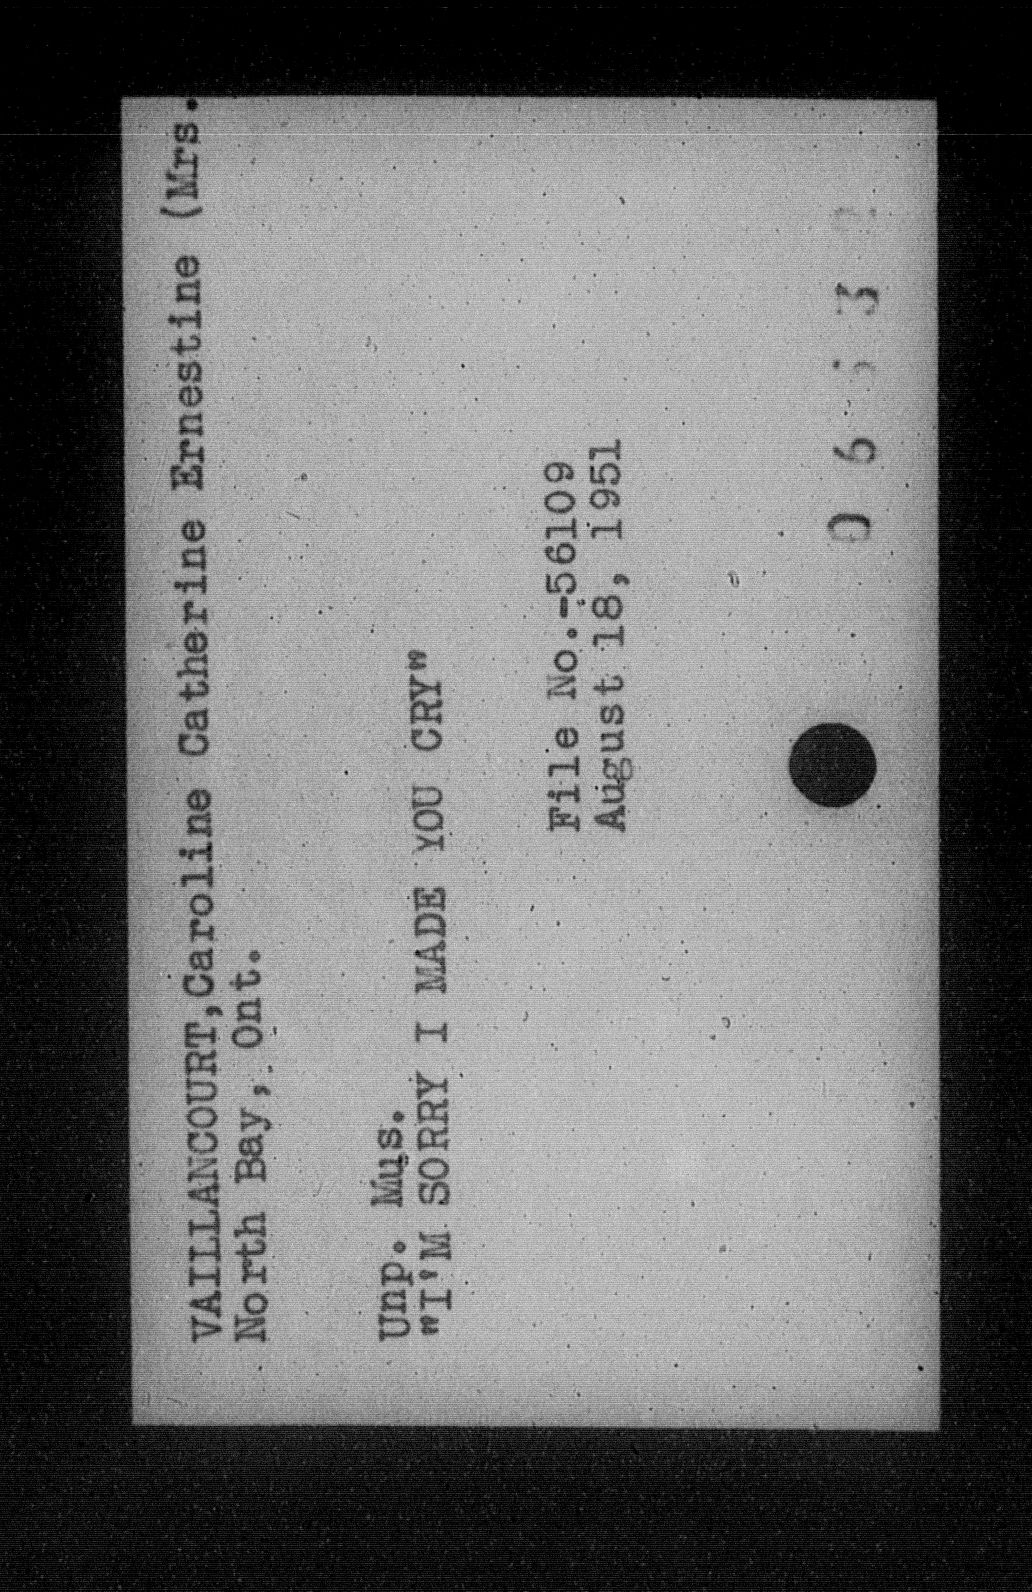 VAILLANCOURT,Caroline Catherine Ernestine (Mrs.
North Bay, Ont.
Unp. Mus.
"I'M SORRY I MADE YOU CRY"
File No.-56109
August 18, 1951